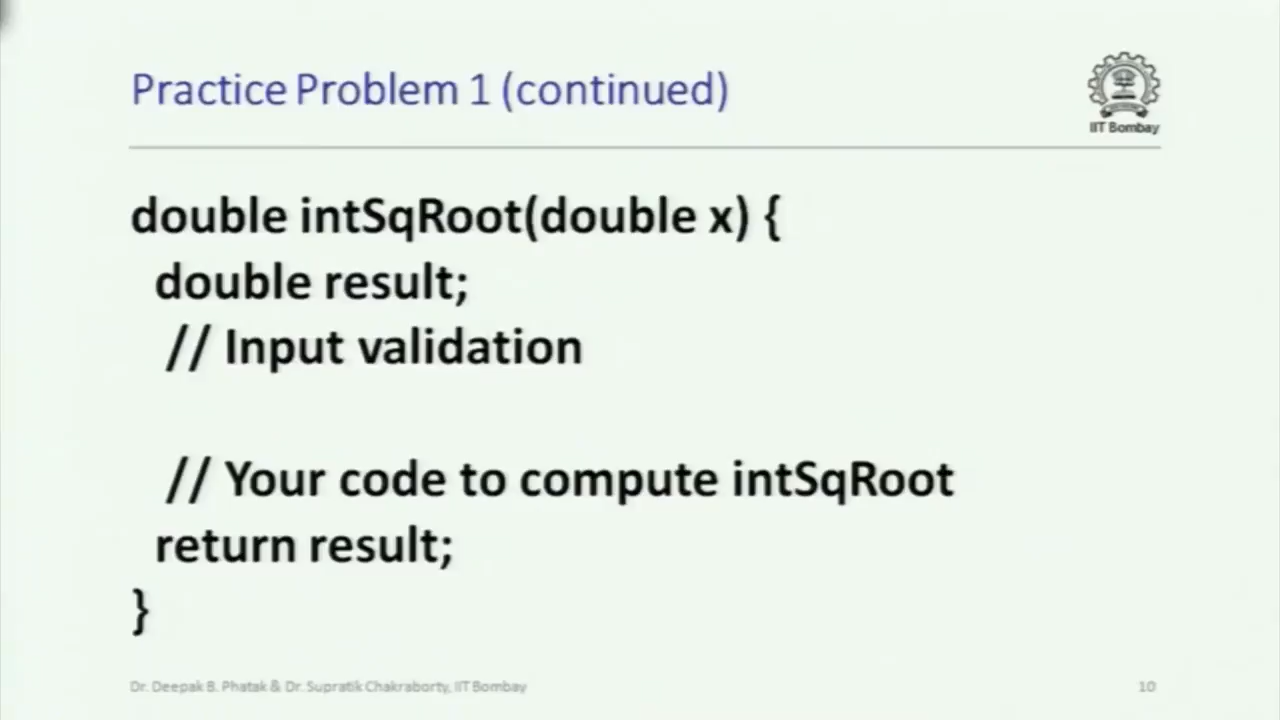 Practice Problem 1 (continued)
IIT Bombay
double intSqRoot(double x) {
double result;
// Input validation
// Your code to compute intSqRoot
return result;
}
Dr. Deepak B. Phatak & Dr. Supratik Chakraborty, IIT Bombay
10